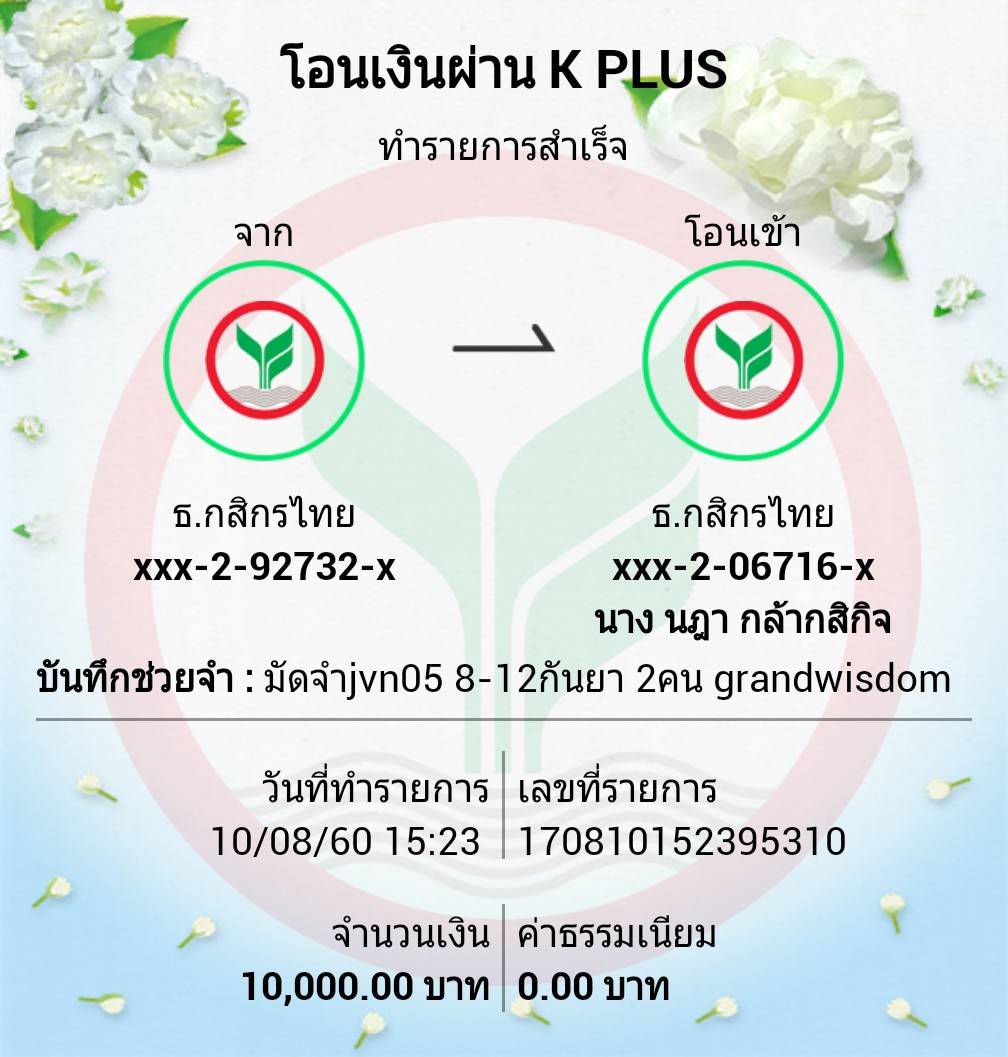 โอนเงินผ่าน K PLUS
ทำรายการสำเร็จ
จาก
โอนเข้า
ธ.กสิกรไทย
xxx-2-92732-x
ธ.กสิกรไทย
xxx-2-06716-x
นาง นฎา กล้ากสิกิจ
บันทึกช่วยจำ : มัดจำjvn05 8-12กันยา 2คน grandwisdom
วันที่ทำรายการ
10/08/60 15:23
เลขที่รายการ
170810152395310
จำนวนเงิน
10,000.00 บาท
ค่าธรรมเนียม
0.00 บาท